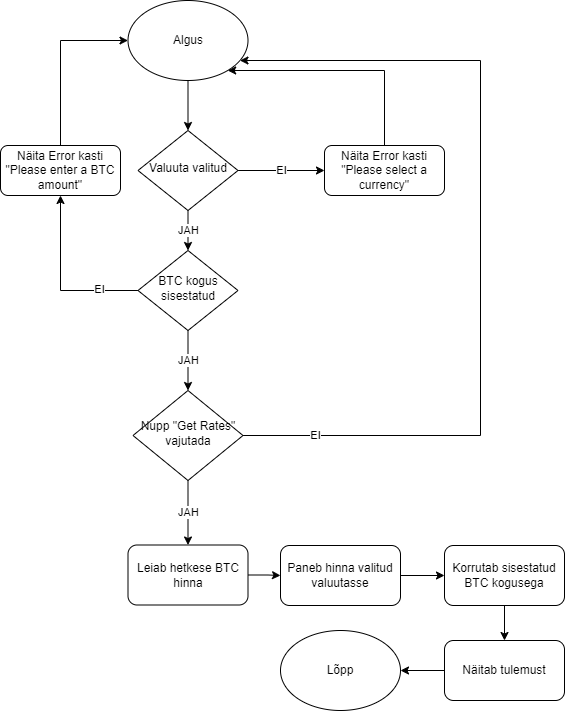 Algus
Näita Error kasti
"Please enter a BTC
amount"
Valuuta valitud
EI
Näita Error kasti
"Please select a
currency"
JAH
BTC kogus
sisestatud
EI
JAH
Nupp "Get Rates"
vajutada
EI
JAH
Leiab hetkese BTC
hinna
Paneb hinna valitud
valuutasse
Korrutab sisestatud
BTC kogusega
Lõpp
Näitab tulemust